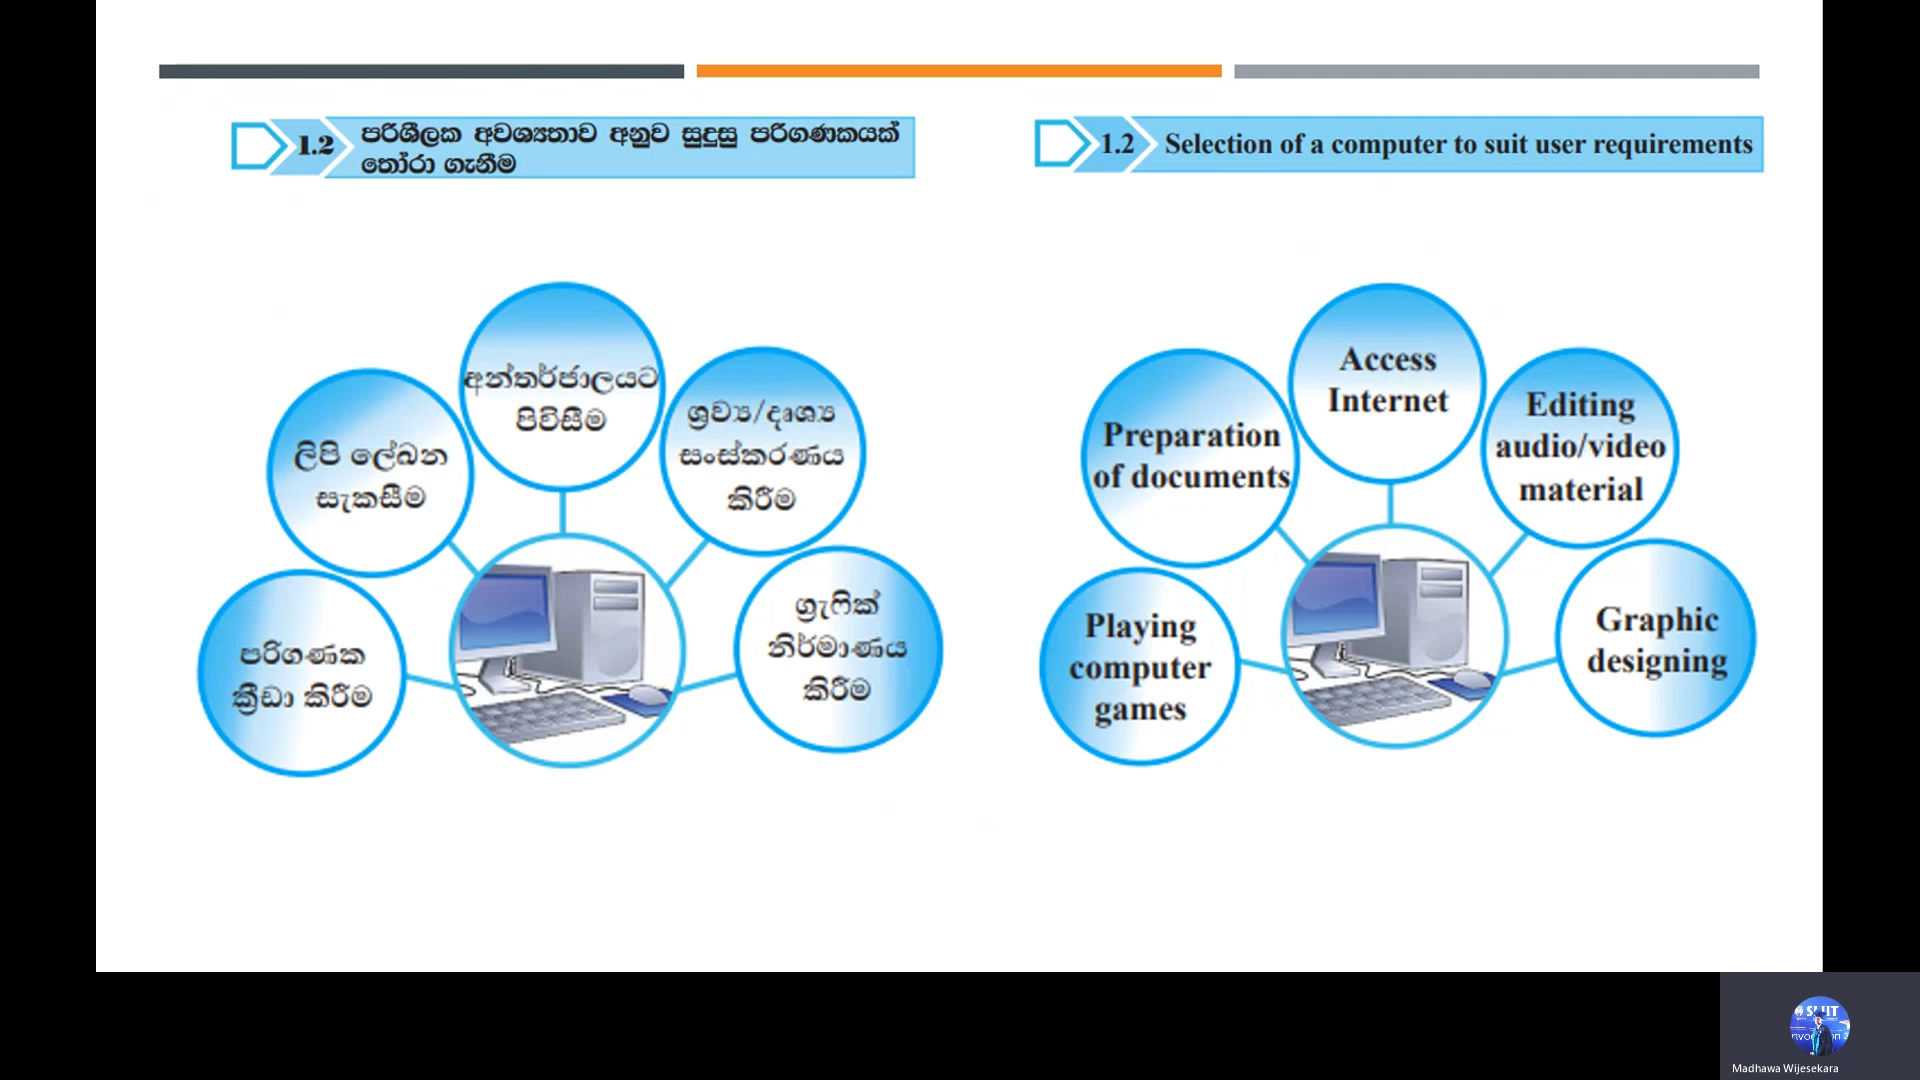 1.2
පරිශීලක අවශ්‍යතාව අනුව සුදුසු පරිගණකයක්
තෝරා ගැනීම
අන්තර්ජාලයට
පිවිසීම
ලිපි ලේඛන
සැකසීම
ශ්‍රව්‍ය/දෘශ්‍ය
සංස්කරණය
කිරීම
පරිගණක
ක්‍රීඩා කිරීම
ග්‍රැෆික්
නිර්මාණය
කිරීම
1.2 Selection of a computer to suit user requirements
Access
Internet
Preparation
of documents
Editing
audio/video
material
Playing
computer
games
Graphic
designing
Madhawa Wijesekara